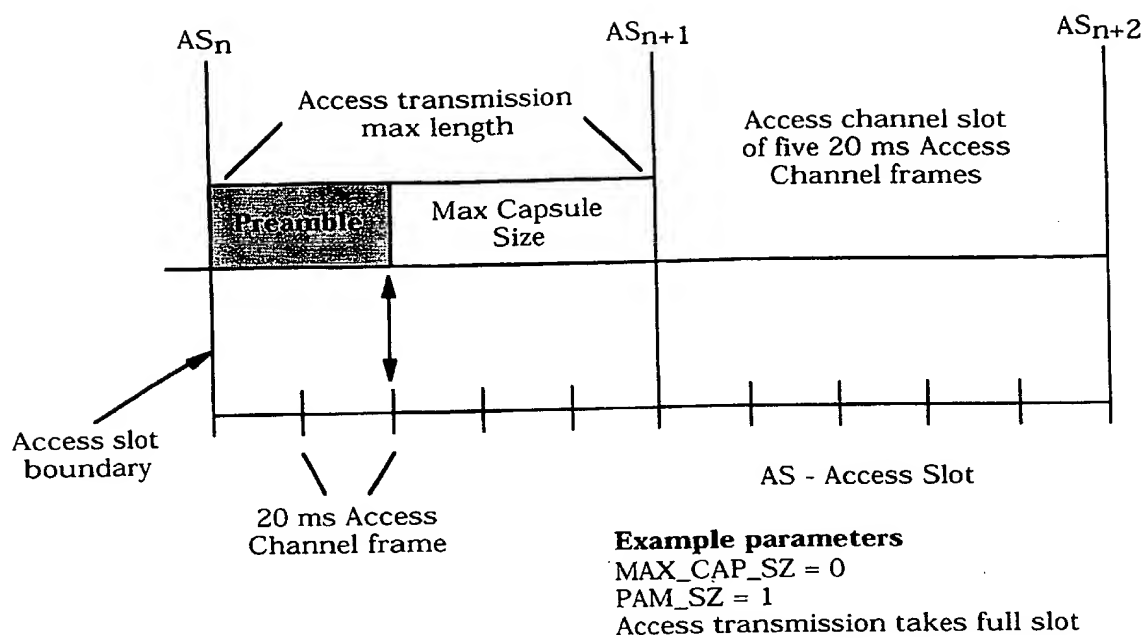 ASn
ASn+1
ASn+2
Access transmission
max length
Access channel slot
of five 20 ms Access
Channel frames
Preamble
Max Capsule
Size
Access slot
boundary
20 ms Access
Channel frame
AS - Access Slot
Example parameters
MAX_CAP_SZ = 0
PAM_SZ = 1
Access transmission takes full slot